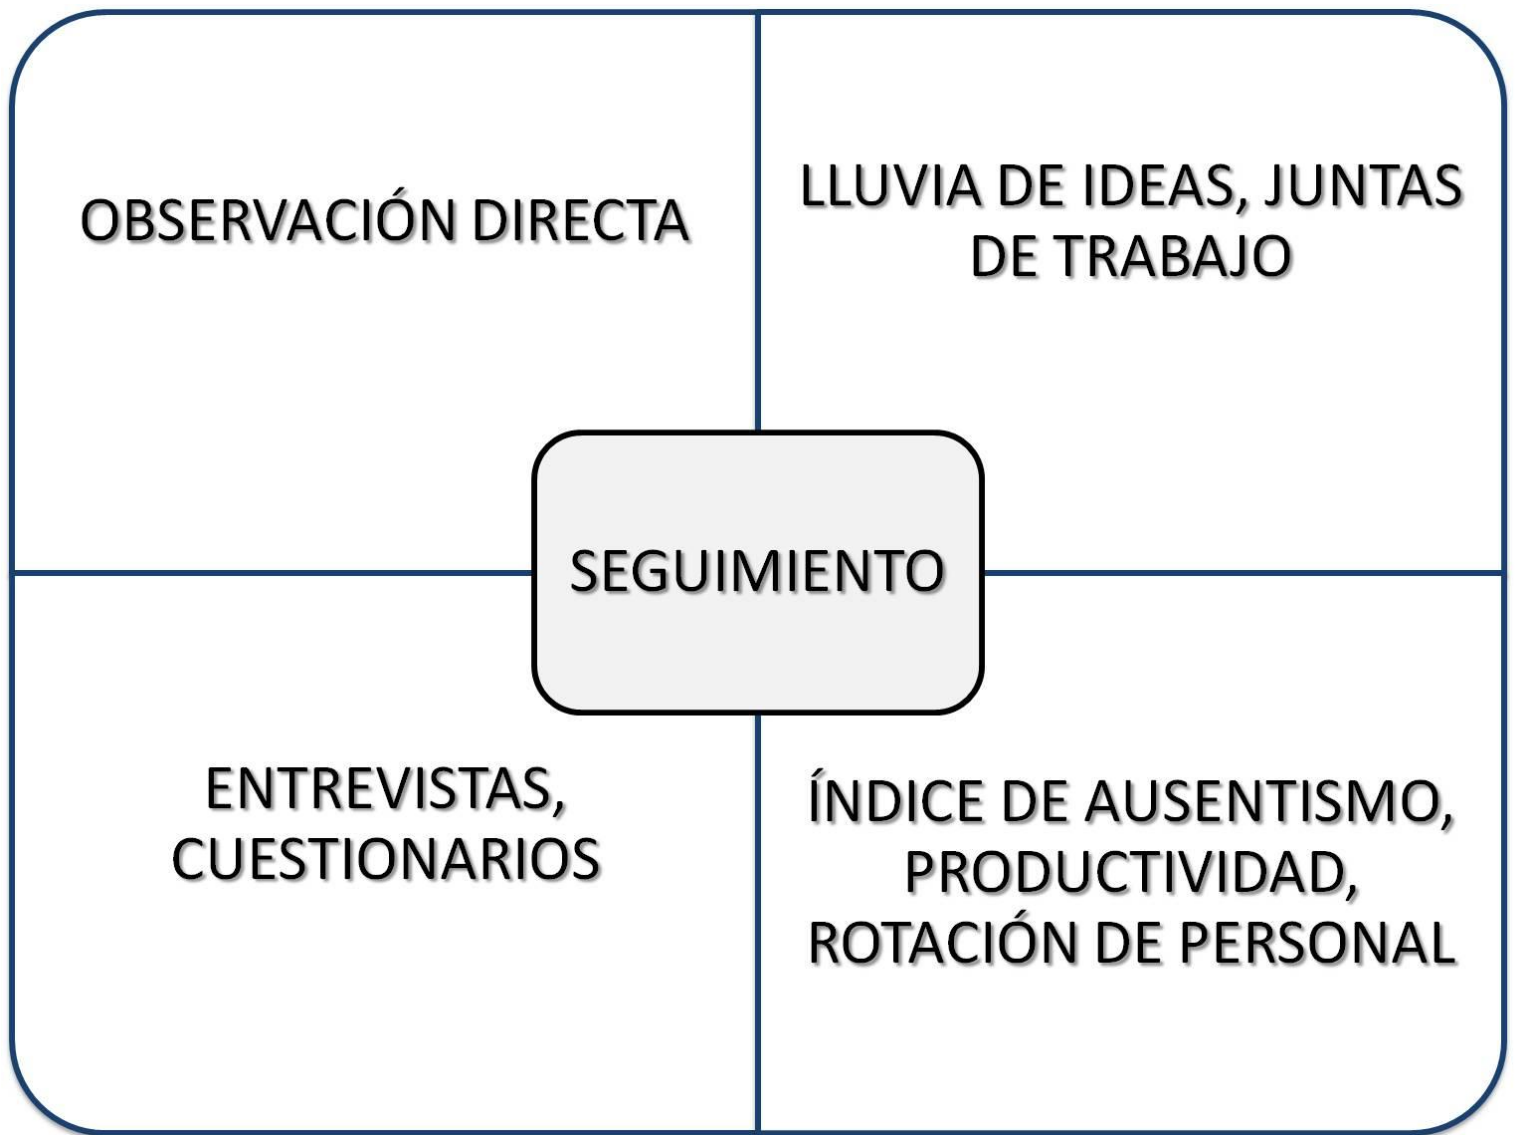 OBSERVACIÓN DIRECTA
LLUVIA DE IDEAS, JUNTAS
DE TRABAJO
SEGUIMIENTO
ENTREVISTAS,
CUESTIONARIOS
ÍNDICE DE AUSENTISMO,
PRODUCTIVIDAD,
ROTACIÓN DE PERSONAL